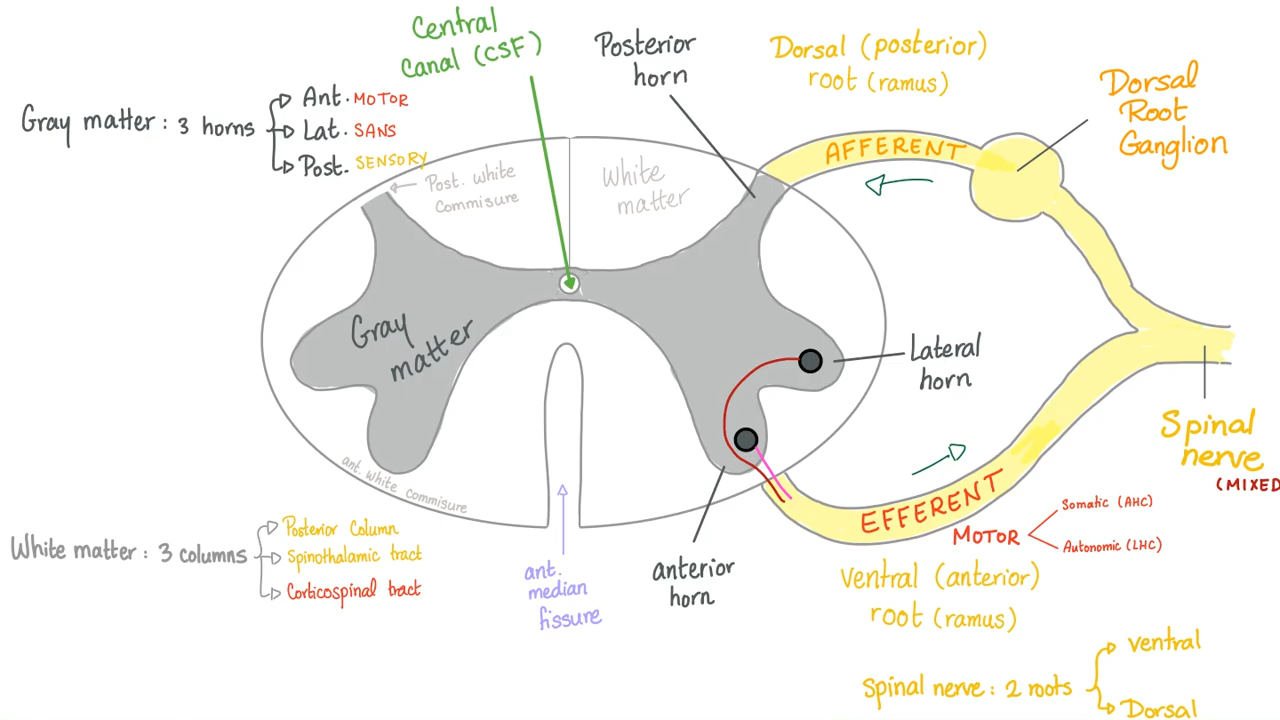 Central
Canal (CSF)
Posterior
horn
Dorsal (posterior)
root (ramus)
Dorsal
Root
Ganglion
Gray matter : 3 horns
Ant. MOTOR
Lat. SANS
Post. SENSORY
AFFERENT
Post. white
commisure
White
matter
Gray
matter
Lateral
horn
Spinal
nerve
(MIXED
ant. white commisure
EFFERENT
MOTOR
Somatic (AHC)
Autonomic (LHC)
White matter : 3 columns
Posterior Column
Spinothalamic tract
Corticospinal tract
ant.
median
fissure
anterior
horn
Ventral (anterior)
root (ramus)
Spinal nerve : 2 roots
Ventral
Dorsal